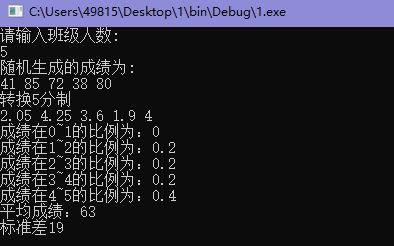 C:\Users\49815\Desktop\1\bin\Debug\1.exe
请输入班级人数:
5
随机生成的成绩为:
41 85 72 38 80
转换5分制
2.05 4.25 3.6 1.9 4
成绩在0~1的比例为：0
成绩在1~2的比例为：0.2
成绩在2~3的比例为：0.2
成绩在3~4的比例为：0.2
成绩在4~5的比例为：0.4
平均成绩：63
标准差19